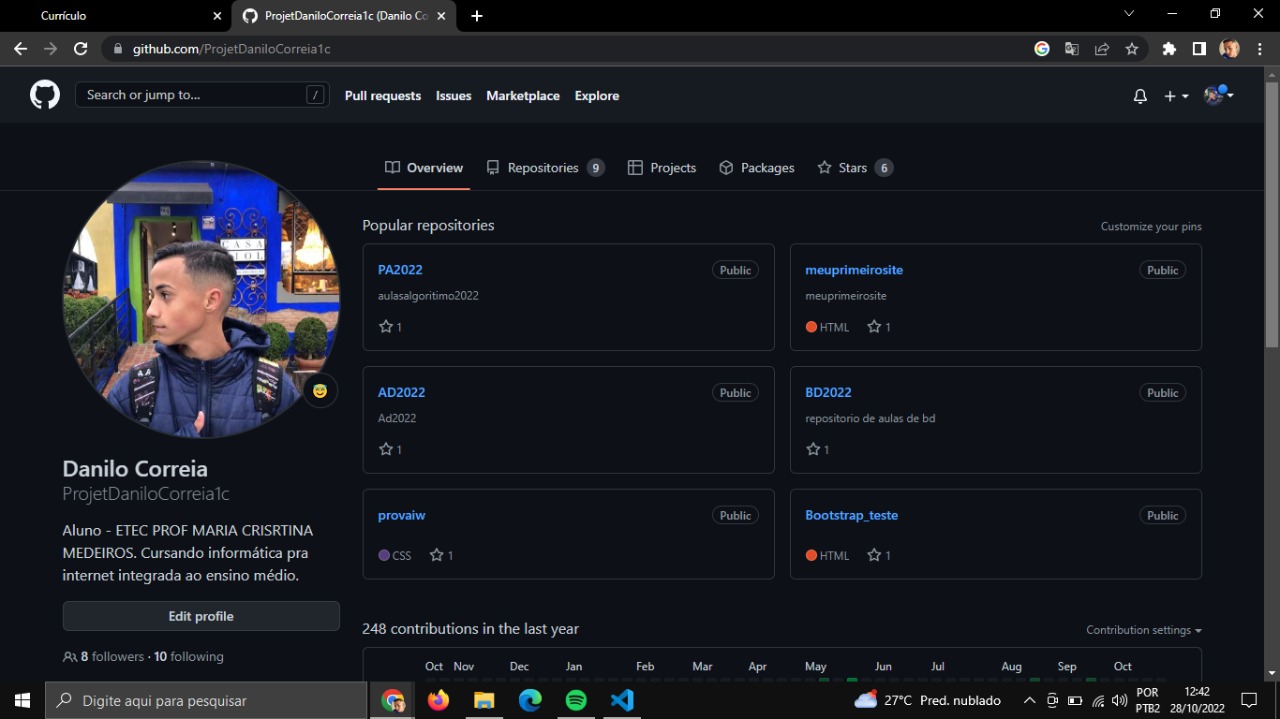 Currículo
ProjetDaniloCorreia1c (Danilo Co
github.com/ProjetDaniloCorreia1c
Search or jump to...
/
Pull requests
Issues
Marketplace
Explore
Overview
Repositories 9
Projects
Packages
Stars 6
Popular repositories
Customize your pins
PA2022
Public
aulasalgoritimo2022
1
meuprimeirosite
Public
meuprimeirosite
HTML 1
AD2022
Public
Ad2022
1
BD2022
Public
repositorio de aulas de bd
1
provaiw
Public
CSS 1
Bootstrap_teste
Public
HTML 1
CASA
Danilo Correia
ProjetDaniloCorreia1c
Aluno - ETEC PROF MARIA CRISRTINA
MEDEIROS. Cursando informática pra
internet integrada ao ensino médio.
Edit profile
8 followers · 10 following
248 contributions in the last year
Contribution settings
Oct Nov Dec Jan Feb Mar Apr May Jun Jul Aug Sep Oct
Digite aqui para pesquisar
27°C Pred. nublado
POR
PTB2
12:42
28/10/2022